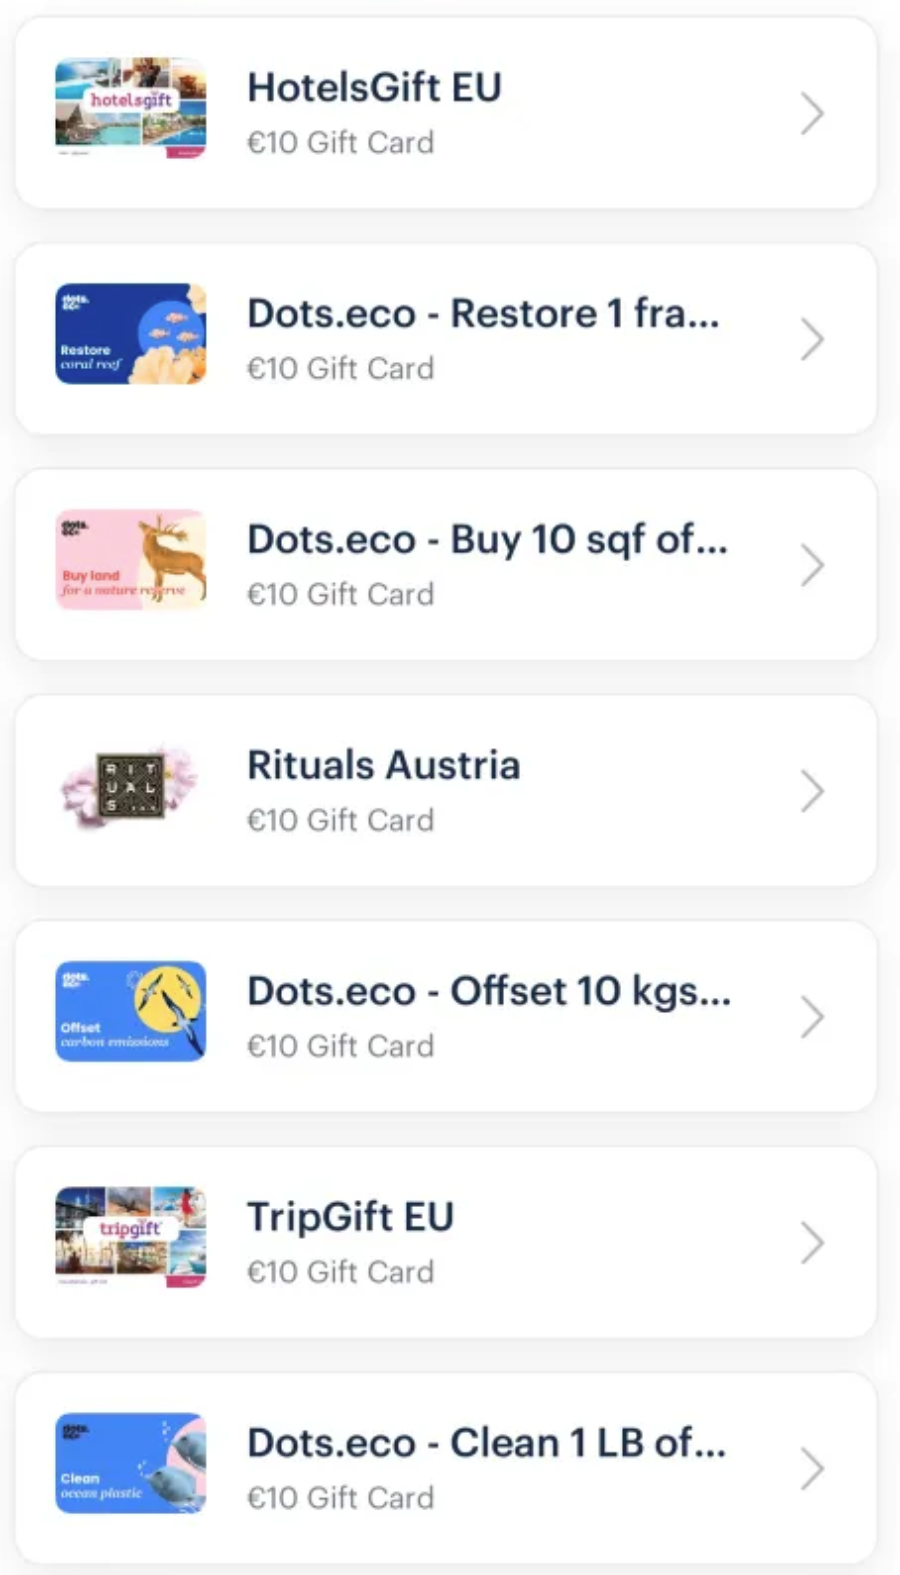 hotelsgift
HotelsGift EU
€10 Gift Card
dots.
eco
Restore
coral reef
Dots.eco - Restore 1 fra...
€10 Gift Card
dots.
eco
Buy land
for a nature reserve
Dots.eco - Buy 10 sqf of...
€10 Gift Card
RIT
UAL
S...
Rituals Austria
€10 Gift Card
dots.
eco
Offset
carbon emissions
Dots.eco - Offset 10 kgs...
€10 Gift Card
tripgift
TripGift EU
€10 Gift Card
dots.
eco
Clean
ocean plastic
Dots.eco - Clean 1 LB of...
€10 Gift Card